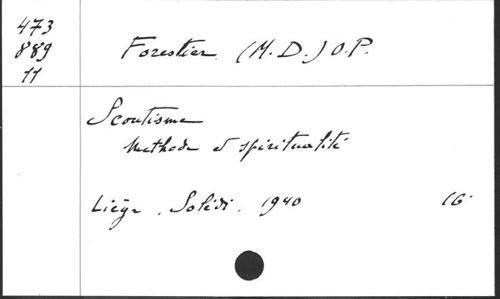 473
889
11
Forestier. (M. D.) O. P.
Scoutisme
Méthode et spiritualité
Liège, Soledi, 1940 16°